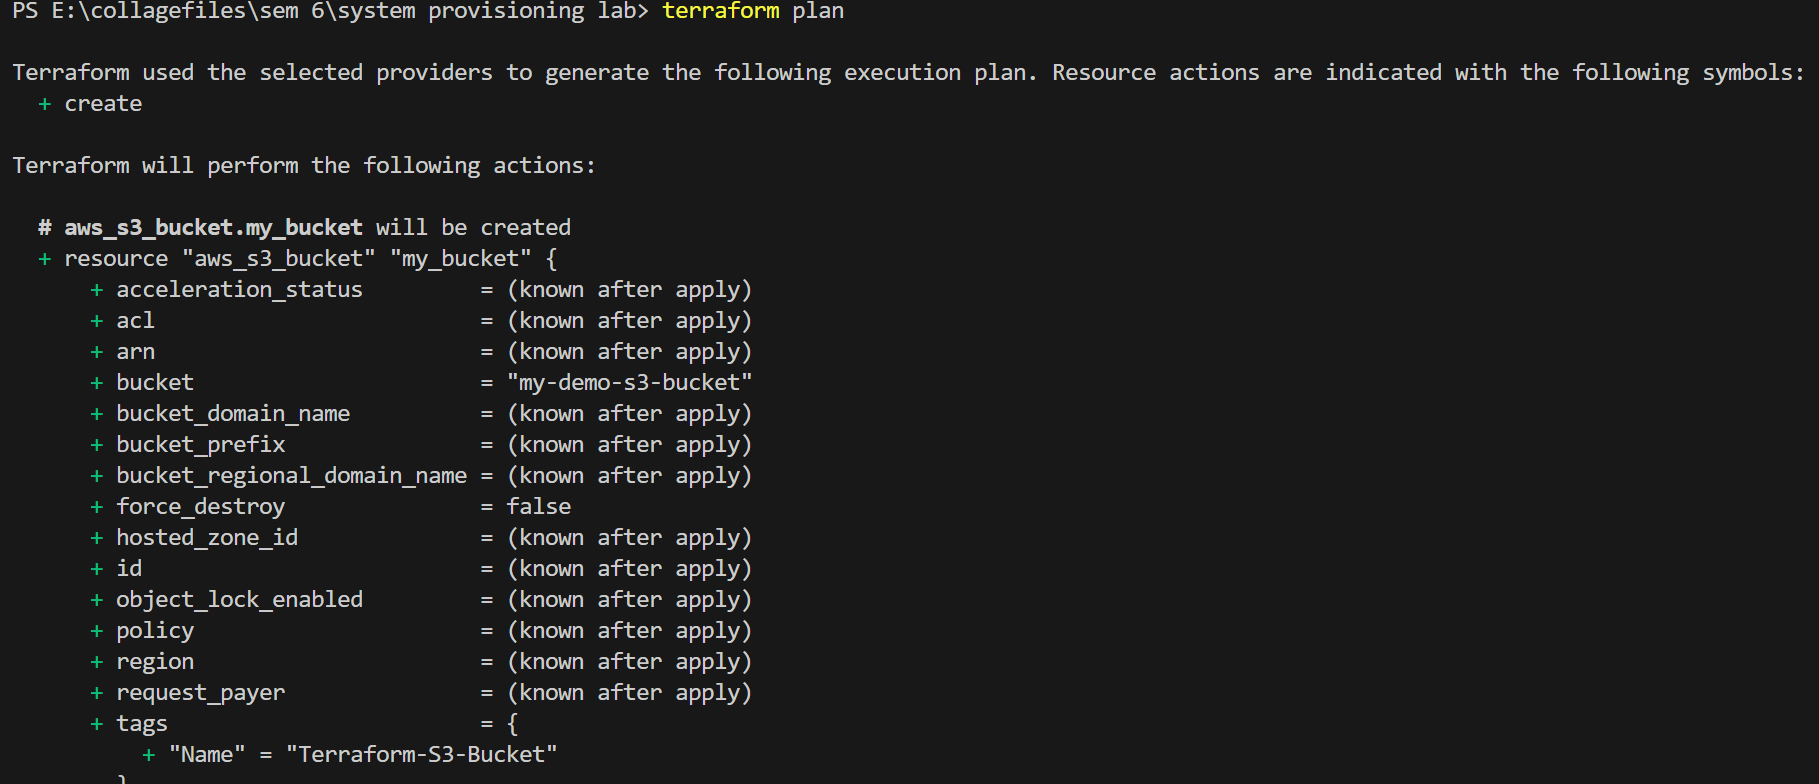 PS E:\collagefiles\sem 6\system provisioning lab> terraform plan
Terraform used the selected providers to generate the following execution plan. Resource actions are indicated with the following symbols:
+ create
Terraform will perform the following actions:
# aws_s3_bucket.my_bucket will be created
+ resource "aws_s3_bucket" "my_bucket" {
+ acceleration_status = (known after apply)
+ acl = (known after apply)
+ arn = (known after apply)
+ bucket = "my-demo-s3-bucket"
+ bucket_domain_name = (known after apply)
+ bucket_prefix = (known after apply)
+ bucket_regional_domain_name = (known after apply)
+ force_destroy = false
+ hosted_zone_id = (known after apply)
+ id = (known after apply)
+ object_lock_enabled = (known after apply)
+ policy = (known after apply)
+ region = (known after apply)
+ request_payer = (known after apply)
+ tags = {
+ "Name" = "Terraform-S3-Bucket"
}